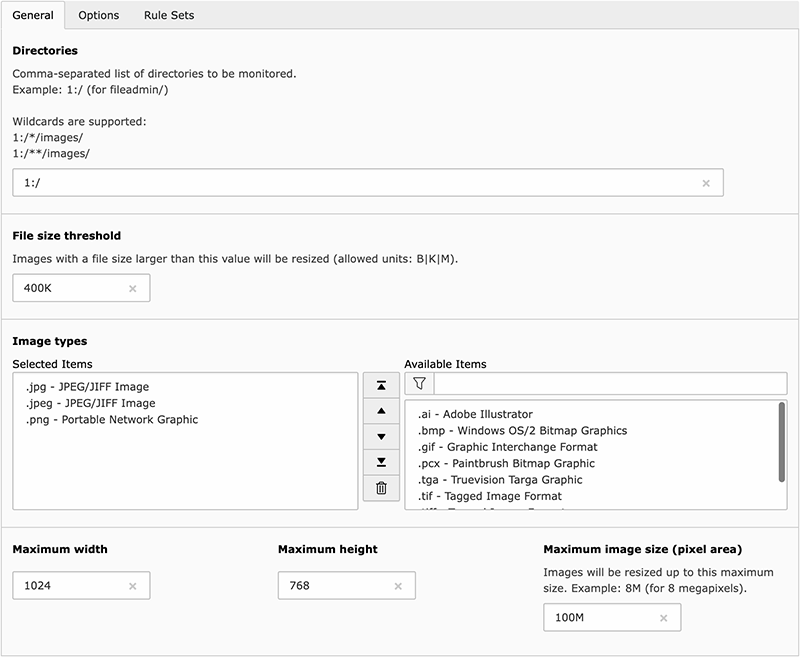 General Options Rule Sets
Directories
Comma-separated list of directories to be monitored.
Example: 1:/ (for fileadmin/)
Wildcards are supported:
1:/*/images/
1:/**/images/
1:/
File size threshold
Images with a file size larger than this value will be resized (allowed units: B|K|M).
400K
Image types
Selected Items
.jpg - JPEG/JIFF Image
.jpeg - JPEG/JIFF Image
.png - Portable Network Graphic
Available Items
.ai - Adobe Illustrator
.bmp - Windows OS/2 Bitmap Graphics
.gif - Graphic Interchange Format
.pcx - Paintbrush Bitmap Graphic
.tga - Truevision Targa Graphic
.tif - Tagged Image Format
Maximum width
1024
Maximum height
768
Maximum image size (pixel area)
Images will be resized up to this maximum
size. Example: 8M (for 8 megapixels).
100M